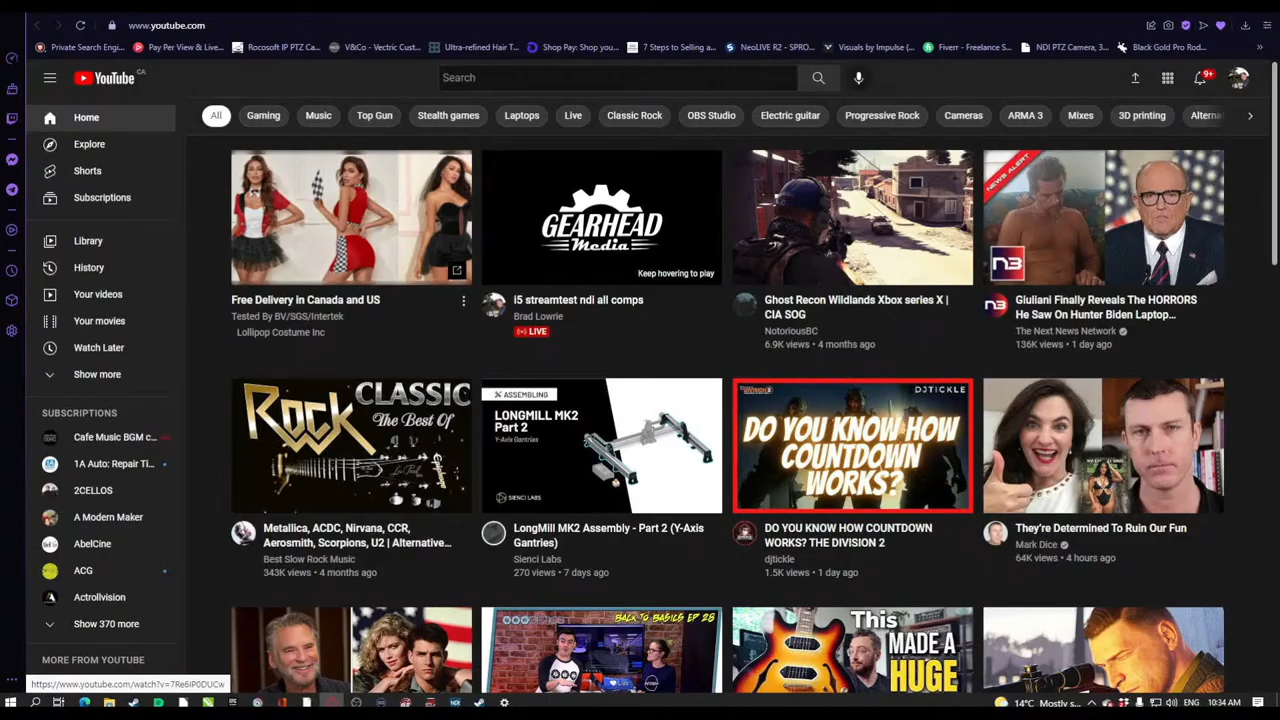 www.youtube.com
Private Search Eng...
Pay Per View & Live...
Rocosoft IP PTZ Ca...
V&Co - Vectric Cust...
Ultra-refined Hair T...
Shop Pay: Shop you...
7 Steps to Selling a...
NeoLIVE R2 - SPRO...
Visuals by Impulse (...
Fiverr - Freelance S...
NDI PTZ Camera, 3...
Black Gold Pro Rod...
YouTube CA
Search
9+
Home
Explore
Shorts
Subscriptions
Library
History
Your videos
Your movies
Watch Later
Show more
SUBSCRIPTIONS
Cafe Music BGM c...
1A Auto: Repair Ti...
2CELLOS
A Modern Maker
AbelCine
ACG
Actrollvision
Show 370 more
MORE FROM YOUTUBE
https://www.youtube.com/watch?v=7Re6IP0DUCw
All
Gaming
Music
Top Gun
Stealth games
Laptops
Live
Classic Rock
OBS Studio
Electric guitar
Progressive Rock
Cameras
ARMA 3
Mixes
3D printing
Alterna
Free Delivery in Canada and US
Tested By BV/SGS/Intertek
Lollipop Costume Inc
GEARHEAD
Media
Keep hovering to play
i5 streamtest ndi all comps
Brad Lowrie
LIVE
Ghost Recon Wildlands Xbox series X |
CIA SOG
NotoriousBC
6.9K views • 4 months ago
NEWS ALERT
n3
Giuliani Finally Reveals The HORRORS
He Saw On Hunter Biden Laptop...
The Next News Network
136K views • 1 day ago
ROCK
CLASSIC
The Best Of
Metallica, ACDC, Nirvana, CCR,
Aerosmith, Scorpions, U2 | Alternative...
Best Slow Rock Music
343K views • 4 months ago
ASSEMBLING
LONGMILL MK2
Part 2
Y-Axis Gantries
SIENCI LABS
LongMill MK2 Assembly - Part 2 (Y-Axis
Gantries)
Sienci Labs
270 views • 7 days ago
DJTICKLE
DO YOU KNOW HOW
COUNTDOWN
WORKS?
DO YOU KNOW HOW COUNTDOWN
WORKS? THE DIVISION 2
djtickle
1.5K views • 1 day ago
They're Determined To Ruin Our Fun
Mark Dice
64K views • 4 hours ago
BACK TO BASICS EP 28
This
MADE A
HUGE
14°C Mostly s...
ENG
10:34 AM